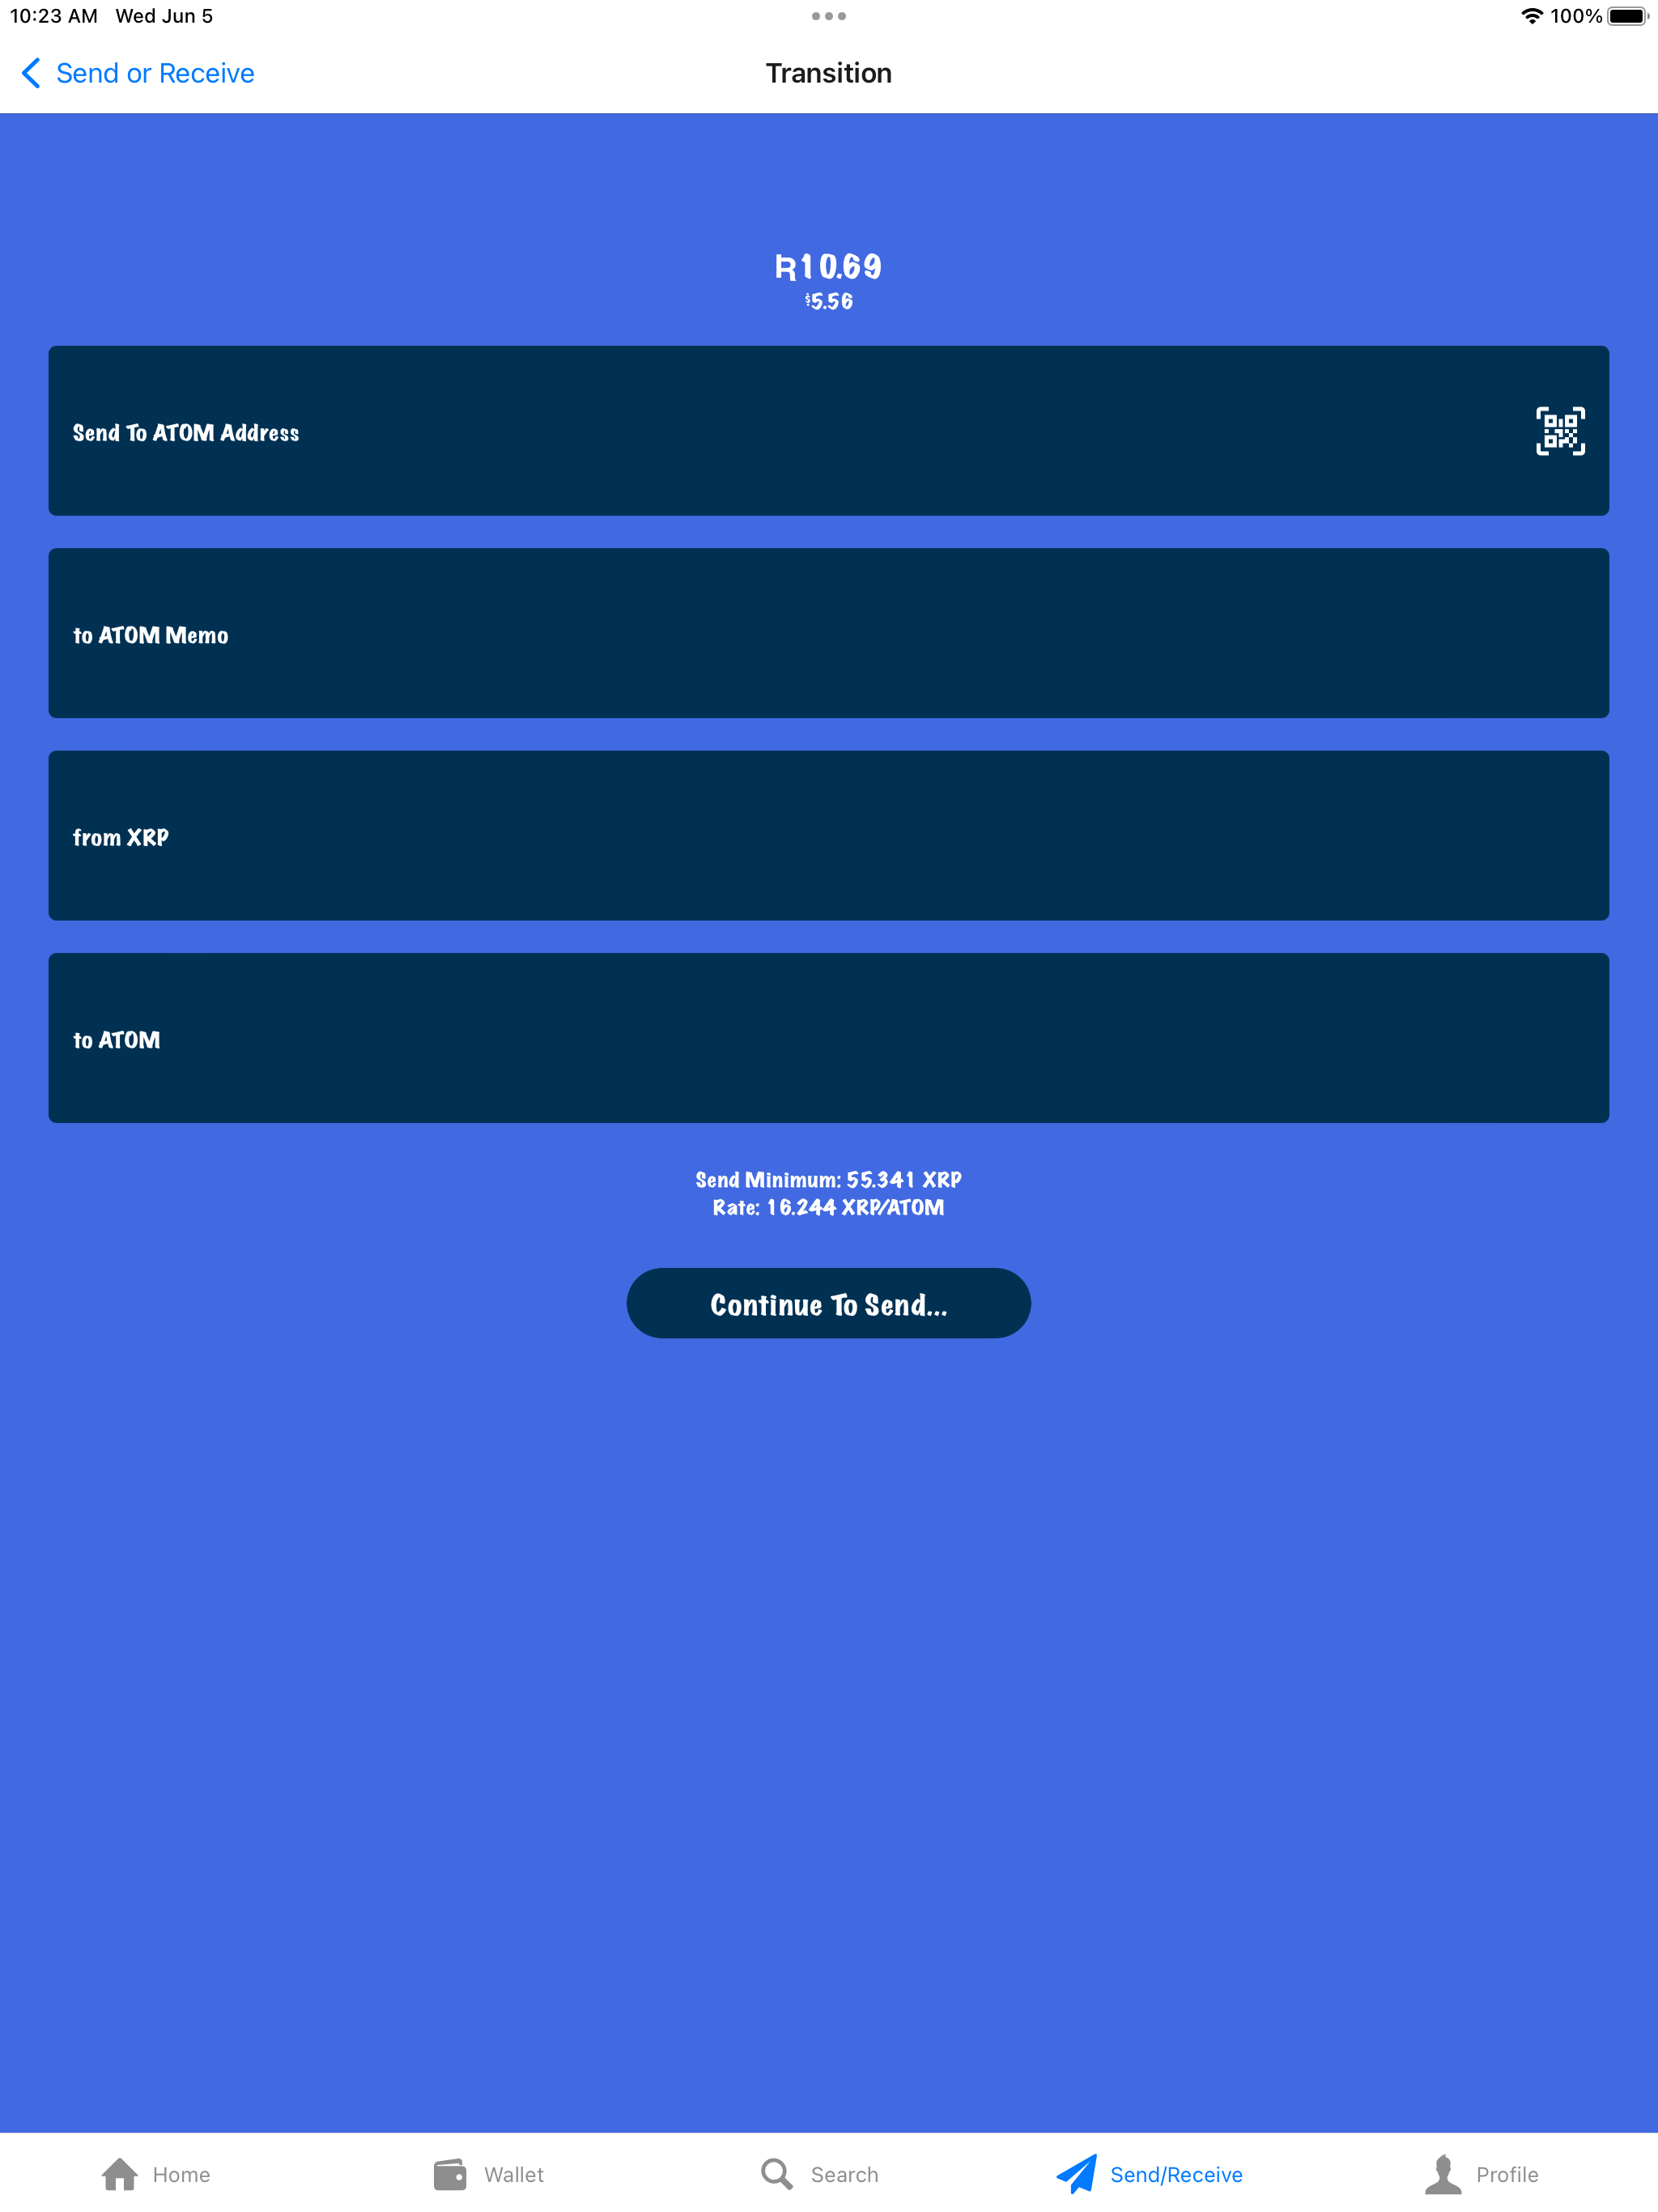 10:23 AM Wed Jun 5
100%
Send or Receive
Transition
R10.69
$5.56
Send To ATOM Address
to ATOM Memo
from XRP
to ATOM
Send Minimum: 55.341 XRP
Rate: 16.244 XRP/ATOM
Continue To Send...
Home
Wallet
Search
Send/Receive
Profile